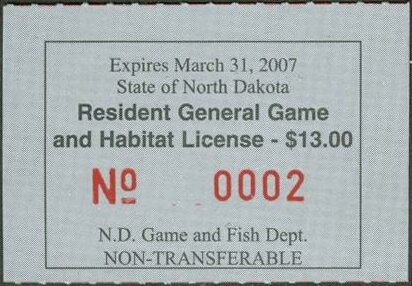 Expires March 31, 2007
State of North Dakota
Resident General Game
and Habitat License - $13.00
Nº 0002
N.D. Game and Fish Dept.
NON-TRANSFERABLE